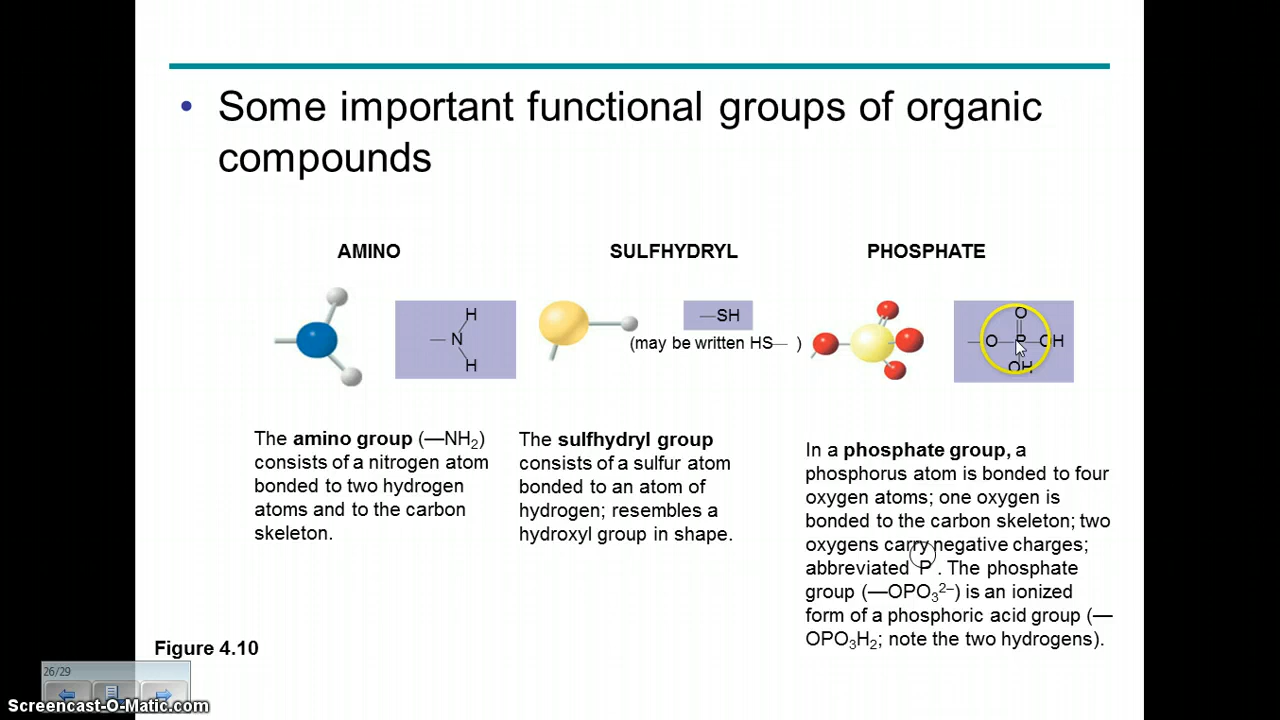 • Some important functional groups of organic
compounds
AMINO
SULFHYDRYL
PHOSPHATE
H
—N
H
—SH
(may be written HS— )
O
—O P OH
OH
The amino group (—NH₂)
consists of a nitrogen atom
bonded to two hydrogen
atoms and to the carbon
skeleton.
The sulfhydryl group
consists of a sulfur atom
bonded to an atom of
hydrogen; resembles a
hydroxyl group in shape.
In a phosphate group, a
phosphorus atom is bonded to four
oxygen atoms; one oxygen is
bonded to the carbon skeleton; two
oxygens carry negative charges;
abbreviated P . The phosphate
group (—OPO₃²⁻) is an ionized
form of a phosphoric acid group (—
OPO₃H₂; note the two hydrogens).
Figure 4.10
26/29
Screencast-O-Matic.com